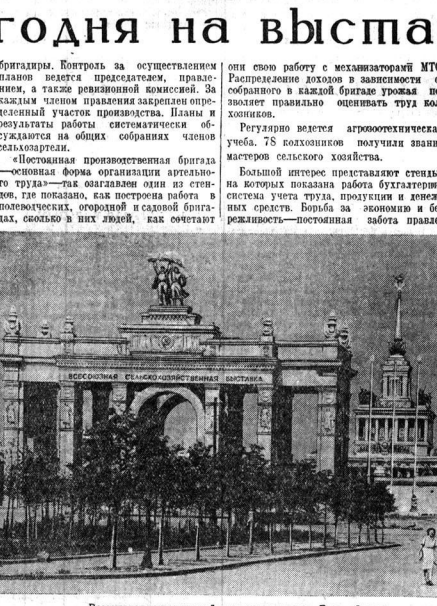 годня на выста
бригадиры. Контроль за осуществлением
планов ведется председателем, правле-
нием, а также ревизионной комиссией. За
каждым членом правления закреплен опре-
деленный участок производства. Планы и
результаты работы систематически об-
суждаются на общих собраниях членов
сельхозартели.
«Постоянная производственная бригада
—основная форма организации артельно-
го труда»—так озаглавлен один из стен-
дов, где показано, как построена работа в
полеводческих, огородной и садовой брига-
дах, сколько в них людей, как сочетают
они свою работу с механизаторами МТС
Распределение доходов в зависимости о
собранного в каждой бригаде урожая по
зволяет правильно оценивать труд кол
хозников.
Регулярно ведется агрозоотехническа
учеба. 78 колхозников получили звани
мастеров сельского хозяйства.
Большой интерес представляют стенды
на которых показана работа бухгалтерии
система учета труда, продукции и денеж
ных средств. Борьба за экономию и бе
режливость—постоянная забота правле
ВСЕСОЮЗНАЯ СЕЛЬСКОХОЗЯЙСТВЕННАЯ ВЫСТАВКА